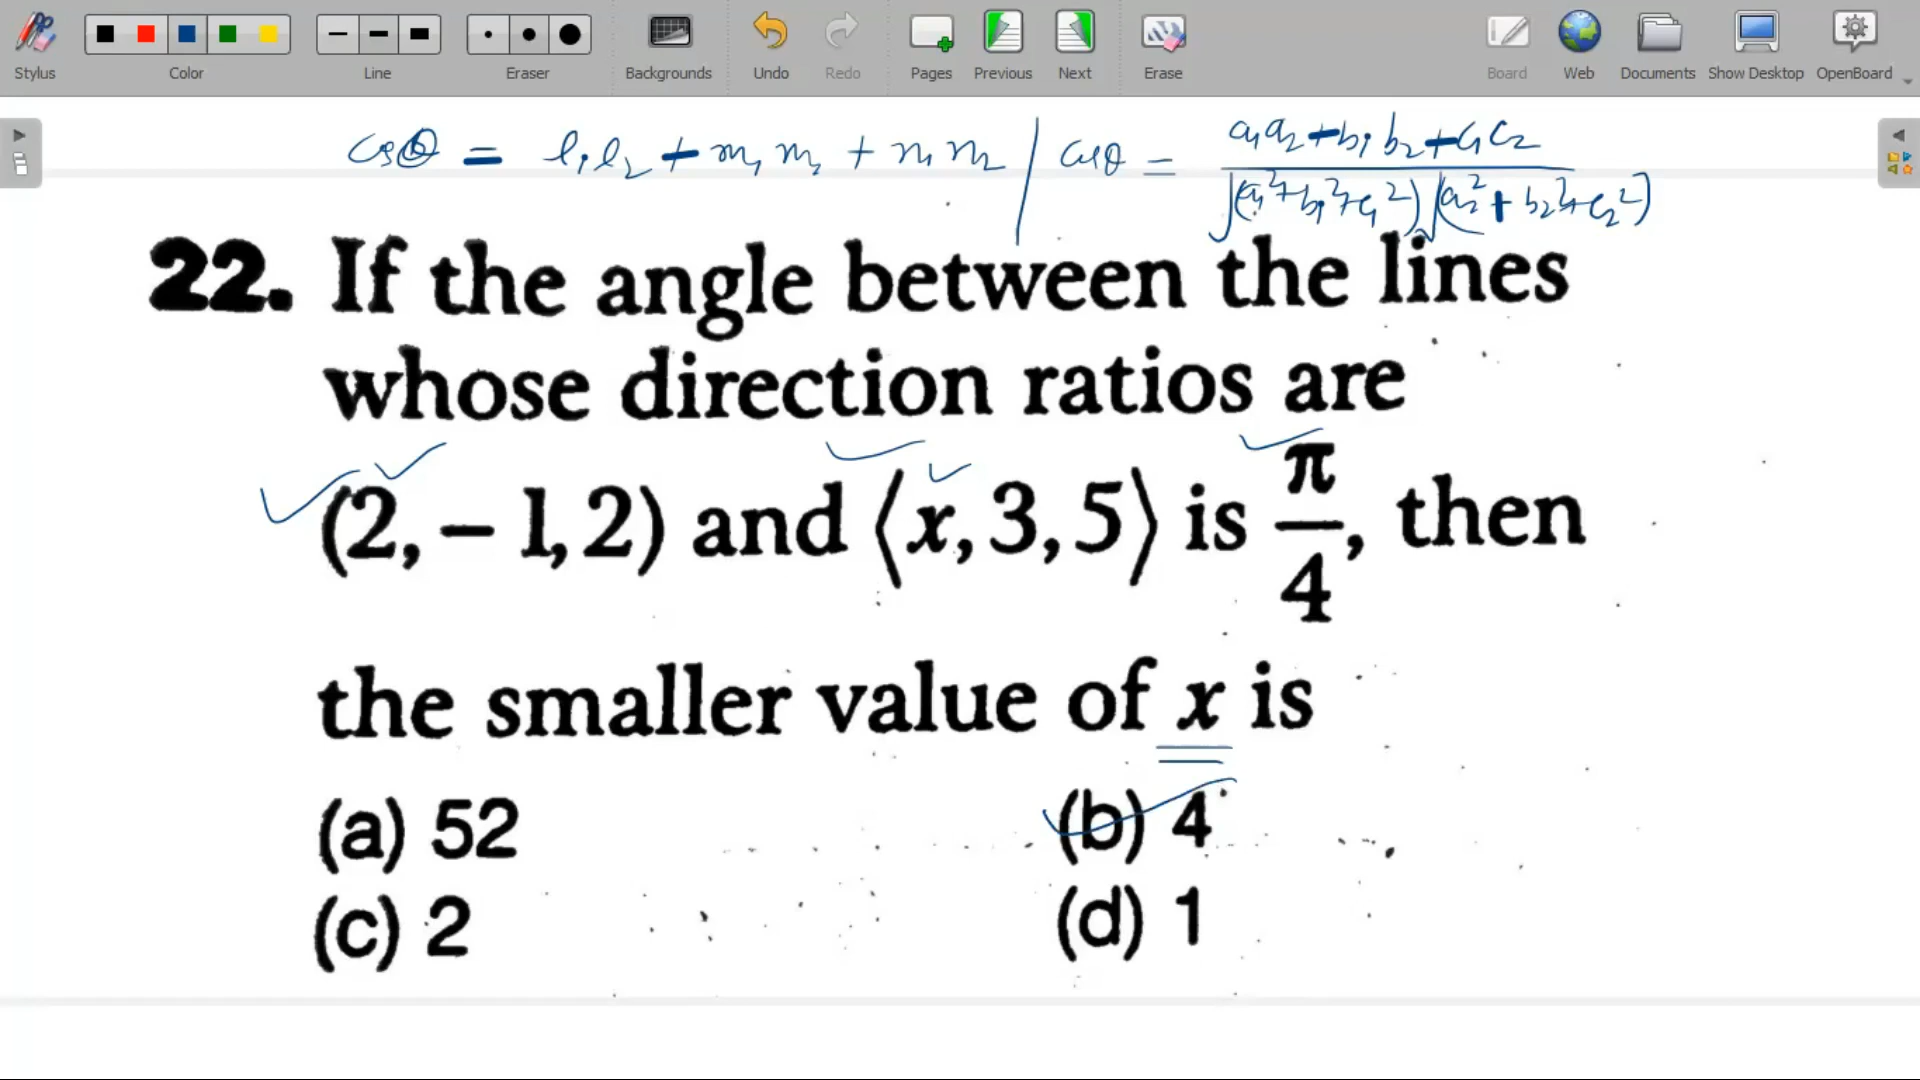 Stylus Color Line Eraser Backgrounds Undo Redo Pages Previous Next Erase Board Web Documents Show Desktop OpenBoard
cosθ = l₁l₂ + m₁m₂ + n₁n₂ / cosθ = a₁a₂ + b₁b₂ + c₁c₂
√(a₁² + b₁² + c₁²) √(a₂² + b₂² + c₂²)
22. If the angle between the lines
whose direction ratios are
(2, – 1, 2) and ⟨x, 3, 5⟩ is π/4, then
the smaller value of x is
(a) 52 (b) 4
(c) 2 (d) 1